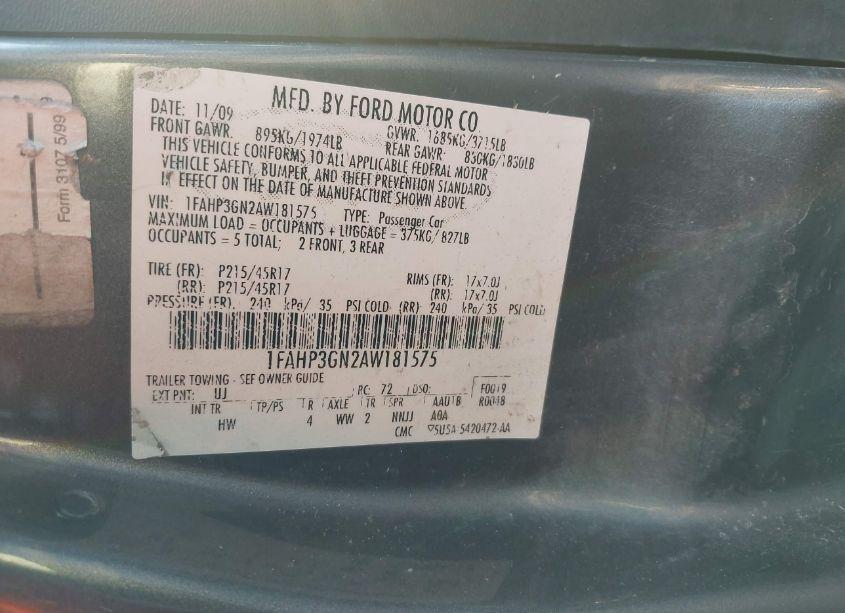 MFD. BY FORD MOTOR CO
DATE: 11/09
GVWR: 1685KG/3715LB
FRONT GAWR: 895KG/1974LB
REAR GAWR: 830KG/1830LB
THIS VEHICLE CONFORMS TO ALL APPLICABLE FEDERAL MOTOR
VEHICLE SAFETY, BUMPER, AND THEFT PREVENTION STANDARDS
IN EFFECT ON THE DATE OF MANUFACTURE SHOWN ABOVE
VIN: 1FAHP3GN2AW181575 TYPE: Passenger Car
MAXIMUM LOAD = OCCUPANTS + LUGGAGE = 375KG/ 827LB
OCCUPANTS = 5 TOTAL; 2 FRONT, 3 REAR
TIRE (FR): P215/45R17 RIMS (FR): 17x7.0J
(RR): P215/45R17 (RR): 17x7.0J
PRESSURE (FR): 240 kPa/ 35 PSI COLD (RR) 240 kPa/ 35 PSI COLD
1FAHP3GN2AW181575
TRAILER TOWING - SEE OWNER GUIDE
EXT PNT: UJ RC: 72 DSO: F0019
INT TR TP/PS R AXLE TR SPR AAU1B R0048
HW 4 WW 2 NNJJ A0A
CMC 5U5A-5420472-AA
Form 3107 5/99